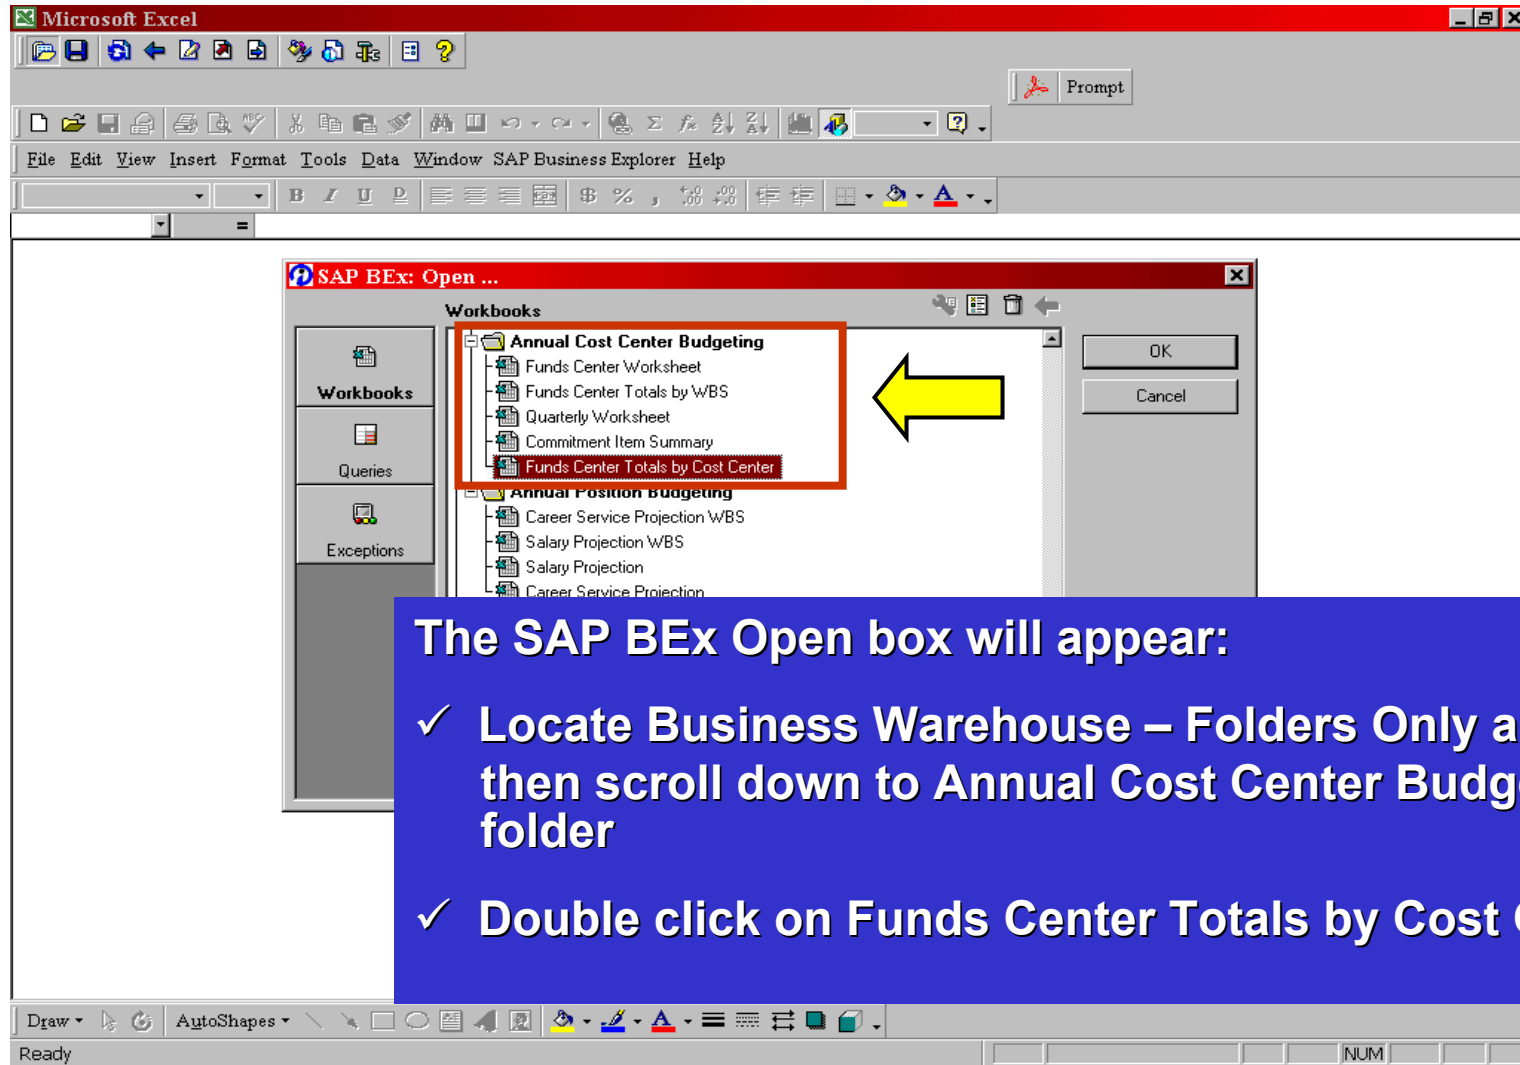 Microsoft Excel
Prompt
File Edit View Insert Format Tools Data Window SAP Business Explorer Help
B I U D $ % ,
=
SAP BEx: Open ...
Workbooks
Annual Cost Center Budgeting
Funds Center Worksheet
Funds Center Totals by WBS
Quarterly Worksheet
Commitment Item Summary
Funds Center Totals by Cost Center
Annual Position Budgeting
Career Service Projection WBS
Salary Projection WBS
Salary Projection
Career Service Projection
Workbooks
Queries
Exceptions
OK
Cancel
The SAP BEx Open box will appear:
✓ Locate Business Warehouse – Folders Only a
then scroll down to Annual Cost Center Budg
folder
✓ Double click on Funds Center Totals by Cost
Draw AutoShapes
Ready
NUM